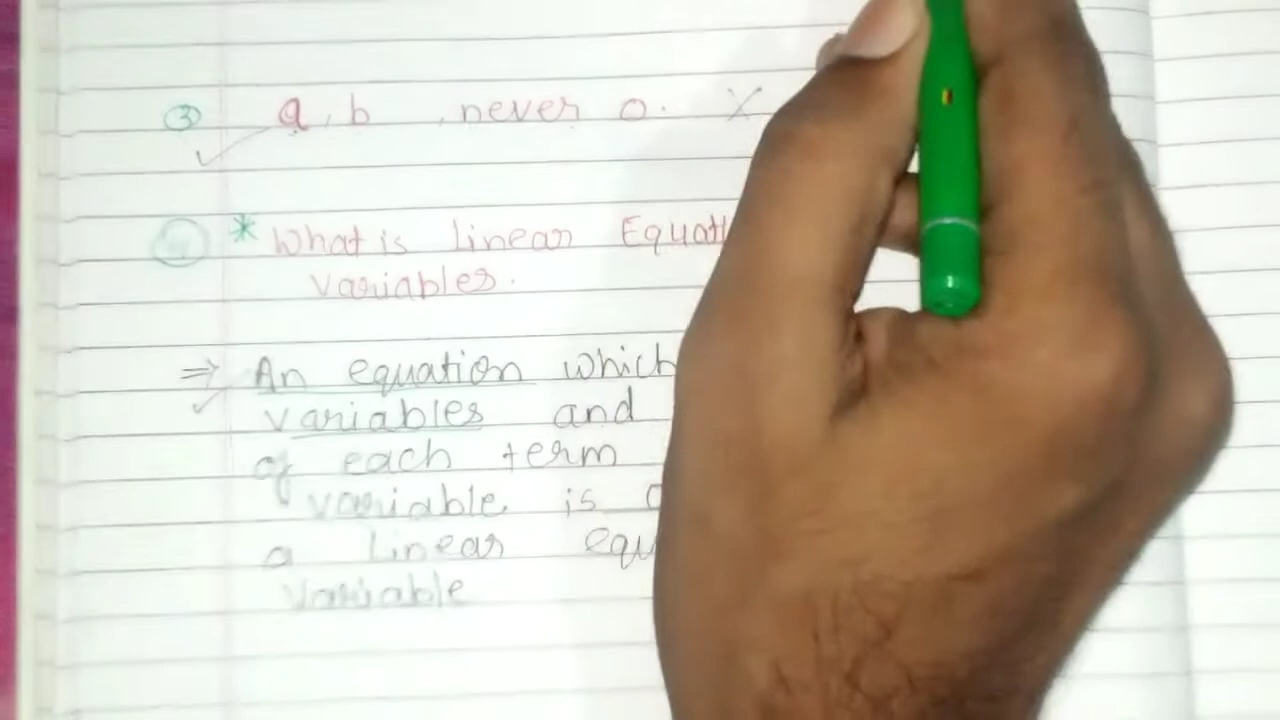 ③ a, b , never 0. X
④ * What is linear Equat
variables.
⇒ An equation which
variables and
of each term
variable is
a linear equ
variable